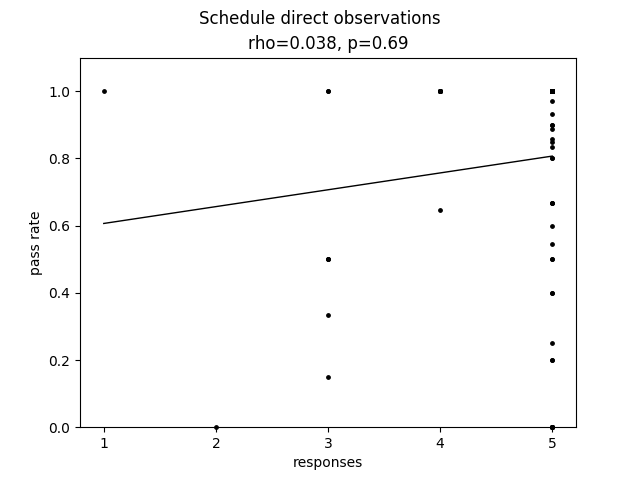 Schedule direct observations
rho=0.038, p=0.69
1.0
0.8
0.6
0.4
0.2
0.0
pass rate
1 2 3 4 5
responses